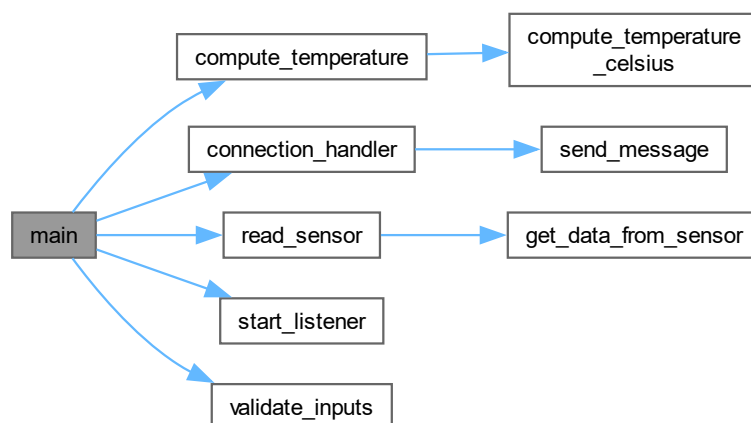 main
compute_temperature
compute_temperature
_celsius
connection_handler
send_message
read_sensor
get_data_from_sensor
start_listener
validate_inputs